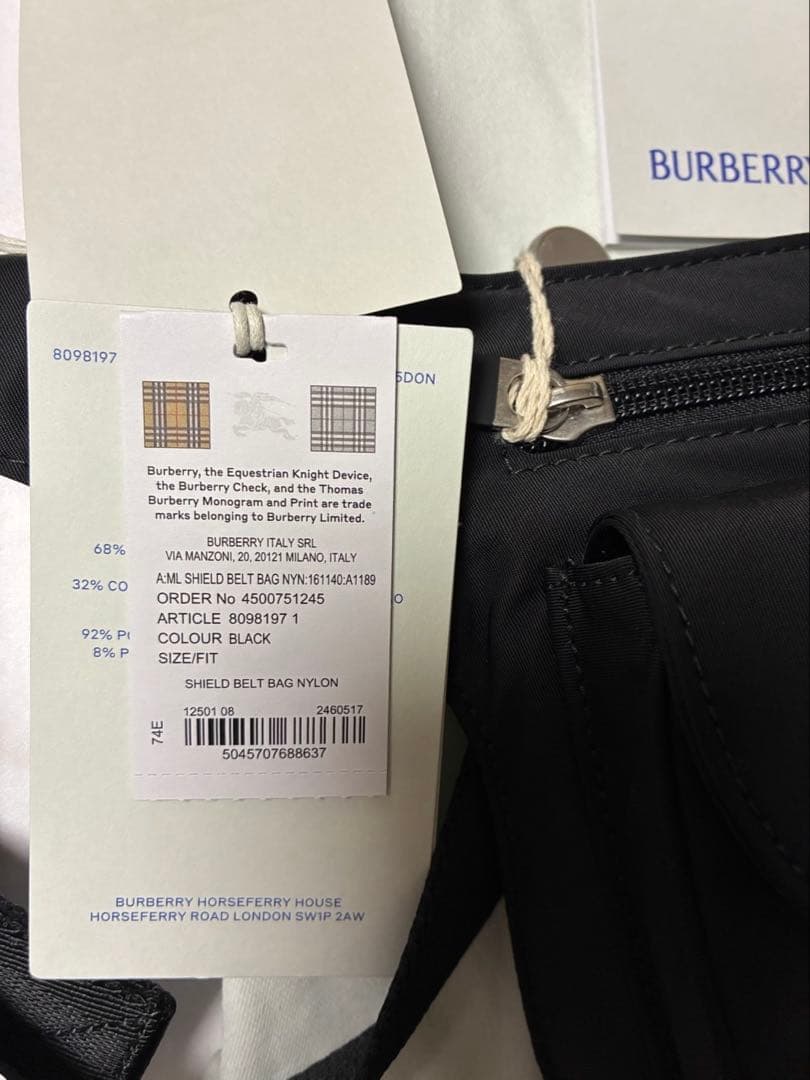 BURBERRY
8098197
68%
32% CO
92%
8% P
Burberry, the Equestrian Knight Device,
the Burberry Check, and the Thomas
Burberry Monogram and Print are trade
marks belonging to Burberry Limited.
BURBERRY ITALY SRL
VIA MANZONI, 20, 20121 MILANO, ITALY
A:ML SHIELD BELT BAG NYN:161140:A1189
ORDER No 4500751245
ARTICLE 8098197 1
COLOUR BLACK
SIZE/FIT
SHIELD BELT BAG NYLON
12501 08 2460517
74E
5045707688637
BURBERRY HORSEFERRY HOUSE
HORSEFERRY ROAD LONDON SW1P 2AW